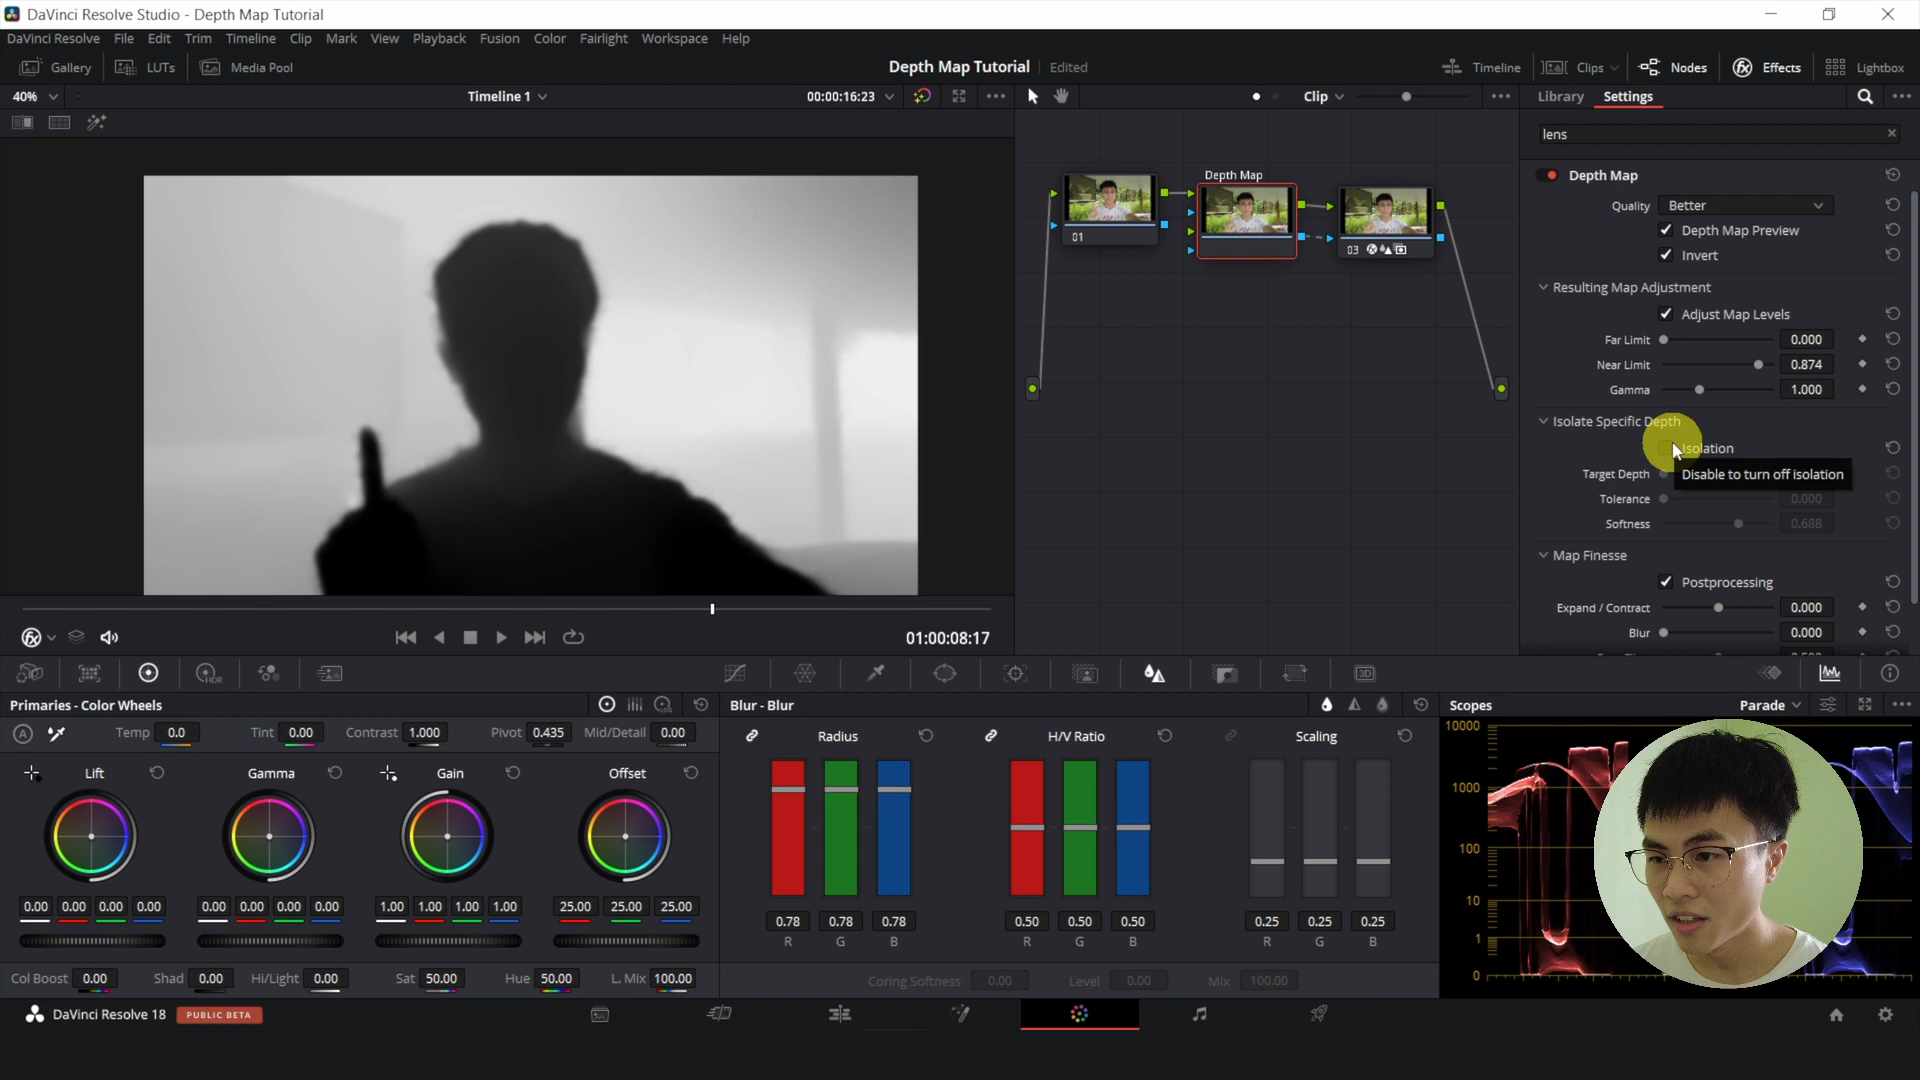 DaVinci Resolve Studio - Depth Map Tutorial
DaVinci Resolve File Edit Trim Timeline Clip Mark View Playback Fusion Color Fairlight Workspace Help
Gallery LUTs Media Pool Depth Map Tutorial Edited Timeline Clips Nodes Effects Lightbox
40% Timeline 1 00:00:16:23 Clip Library Settings
lens
Depth Map
Quality Better
Depth Map Preview
Invert
Resulting Map Adjustment
Adjust Map Levels
Far Limit 0.000
Near Limit 0.874
Gamma 1.000
Isolate Specific Depth
Isolation
Target Depth
Disable to turn off isolation
Tolerance 0.000
Softness 0.688
Map Finesse
Postprocessing
Expand / Contract 0.000
Blur 0.000
Depth Map
01
03
01:00:08:17
HDR
3D
Primaries - Color Wheels
A Temp 0.0 Tint 0.00 Contrast 1.000 Pivot 0.435 Mid/Detail 0.00
Lift Gamma Gain Offset
0.00 0.00 0.00 0.00 0.00 0.00 0.00 0.00 1.00 1.00 1.00 1.00 25.00 25.00 25.00
Col Boost 0.00 Shad 0.00 Hi/Light 0.00 Sat 50.00 Hue 50.00 L. Mix 100.00
Blur - Blur
Radius H/V Ratio Scaling
0.78 0.78 0.78 0.50 0.50 0.50 0.25 0.25 0.25
R G B R G B R G B
Coring Softness 0.00 Level 0.00 Mix 100.00
Scopes Parade
10000
1000
100
10
1
0
DaVinci Resolve 18 PUBLIC BETA